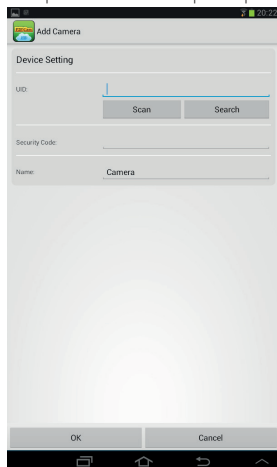 20:22
Add Camera
Device Setting
UID:
Scan Search
Security Code:
Name: Camera
OK Cancel